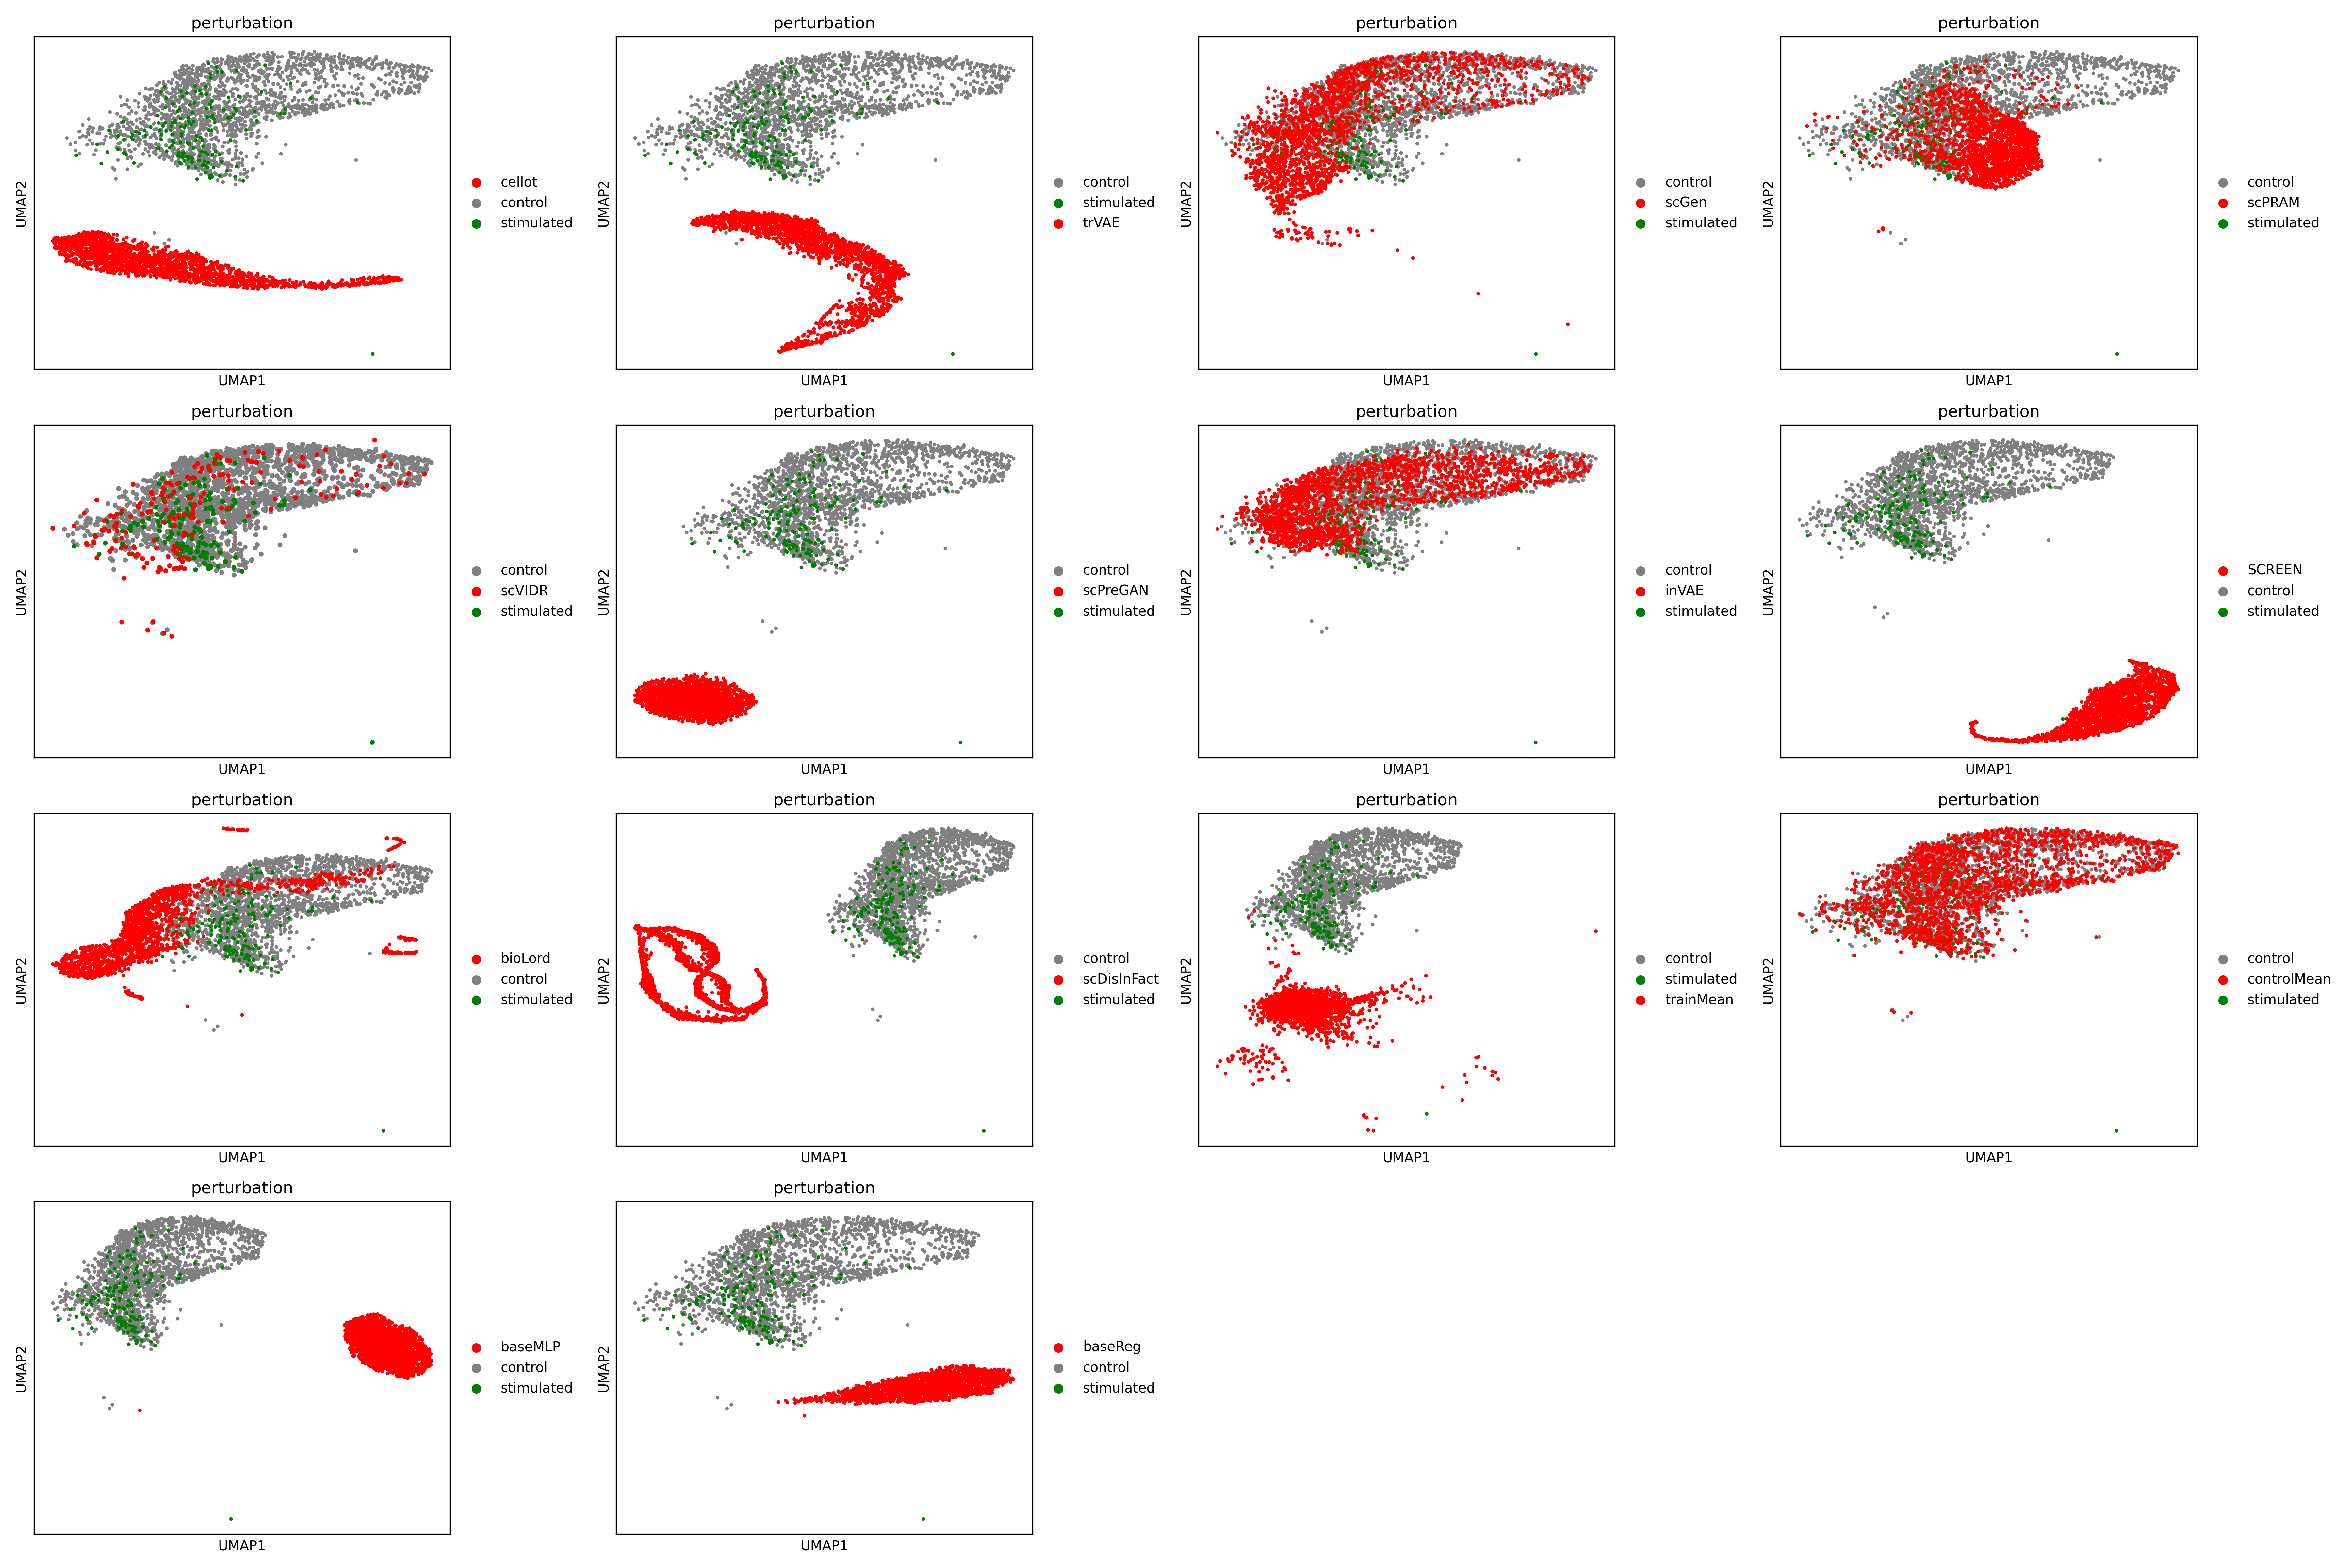 perturbation
UMAP2
cellot
control
stimulated
UMAP1
perturbation
UMAP2
control
stimulated
trVAE
UMAP1
perturbation
UMAP2
control
scGen
stimulated
UMAP1
perturbation
UMAP2
control
scPRAM
stimulated
UMAP1
perturbation
UMAP2
control
scVIDR
stimulated
UMAP1
perturbation
UMAP2
control
scPreGAN
stimulated
UMAP1
perturbation
UMAP2
control
inVAE
stimulated
UMAP1
perturbation
UMAP2
SCREEN
control
stimulated
UMAP1
perturbation
UMAP2
bioLord
control
stimulated
UMAP1
perturbation
UMAP2
control
scDisInFact
stimulated
UMAP1
perturbation
UMAP2
control
stimulated
trainMean
UMAP1
perturbation
UMAP2
control
controlMean
stimulated
UMAP1
perturbation
UMAP2
baseMLP
control
stimulated
UMAP1
perturbation
UMAP2
baseReg
control
stimulated
UMAP1